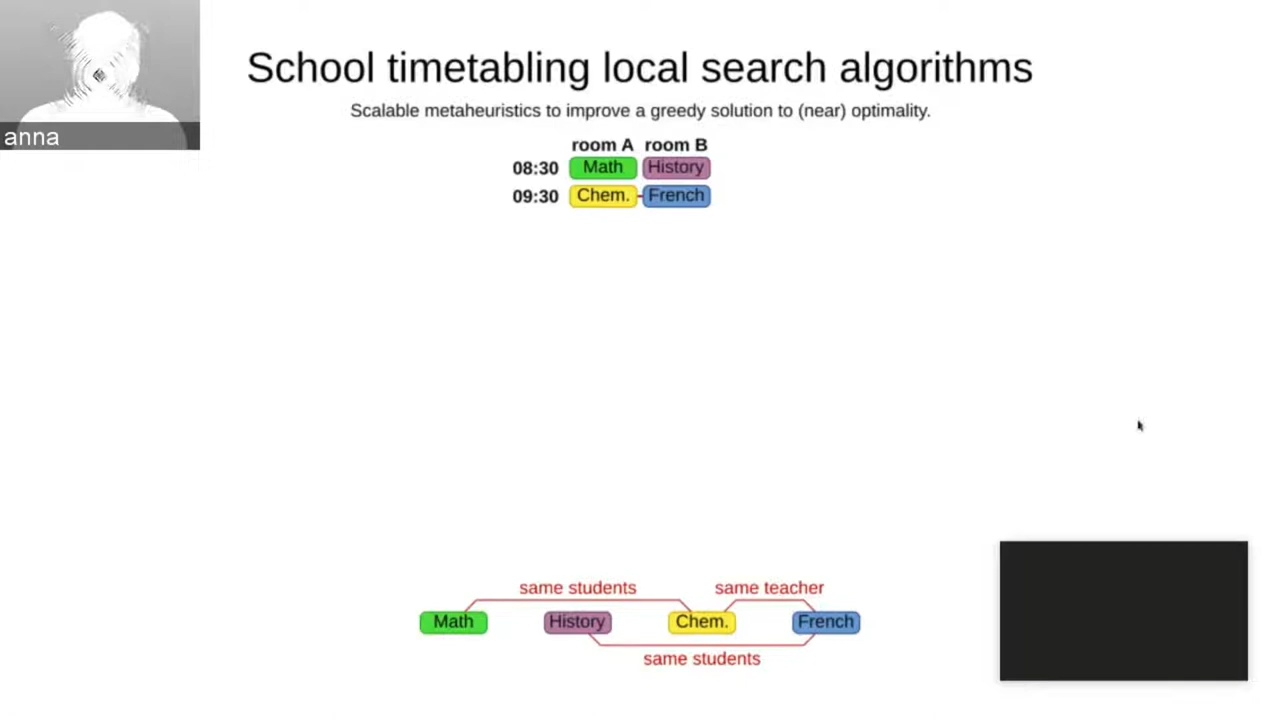 anna
School timetabling local search algorithms
Scalable metaheuristics to improve a greedy solution to (near) optimality.
room A room B
08:30 Math History
09:30 Chem. French
same students same teacher
Math History Chem. French
same students